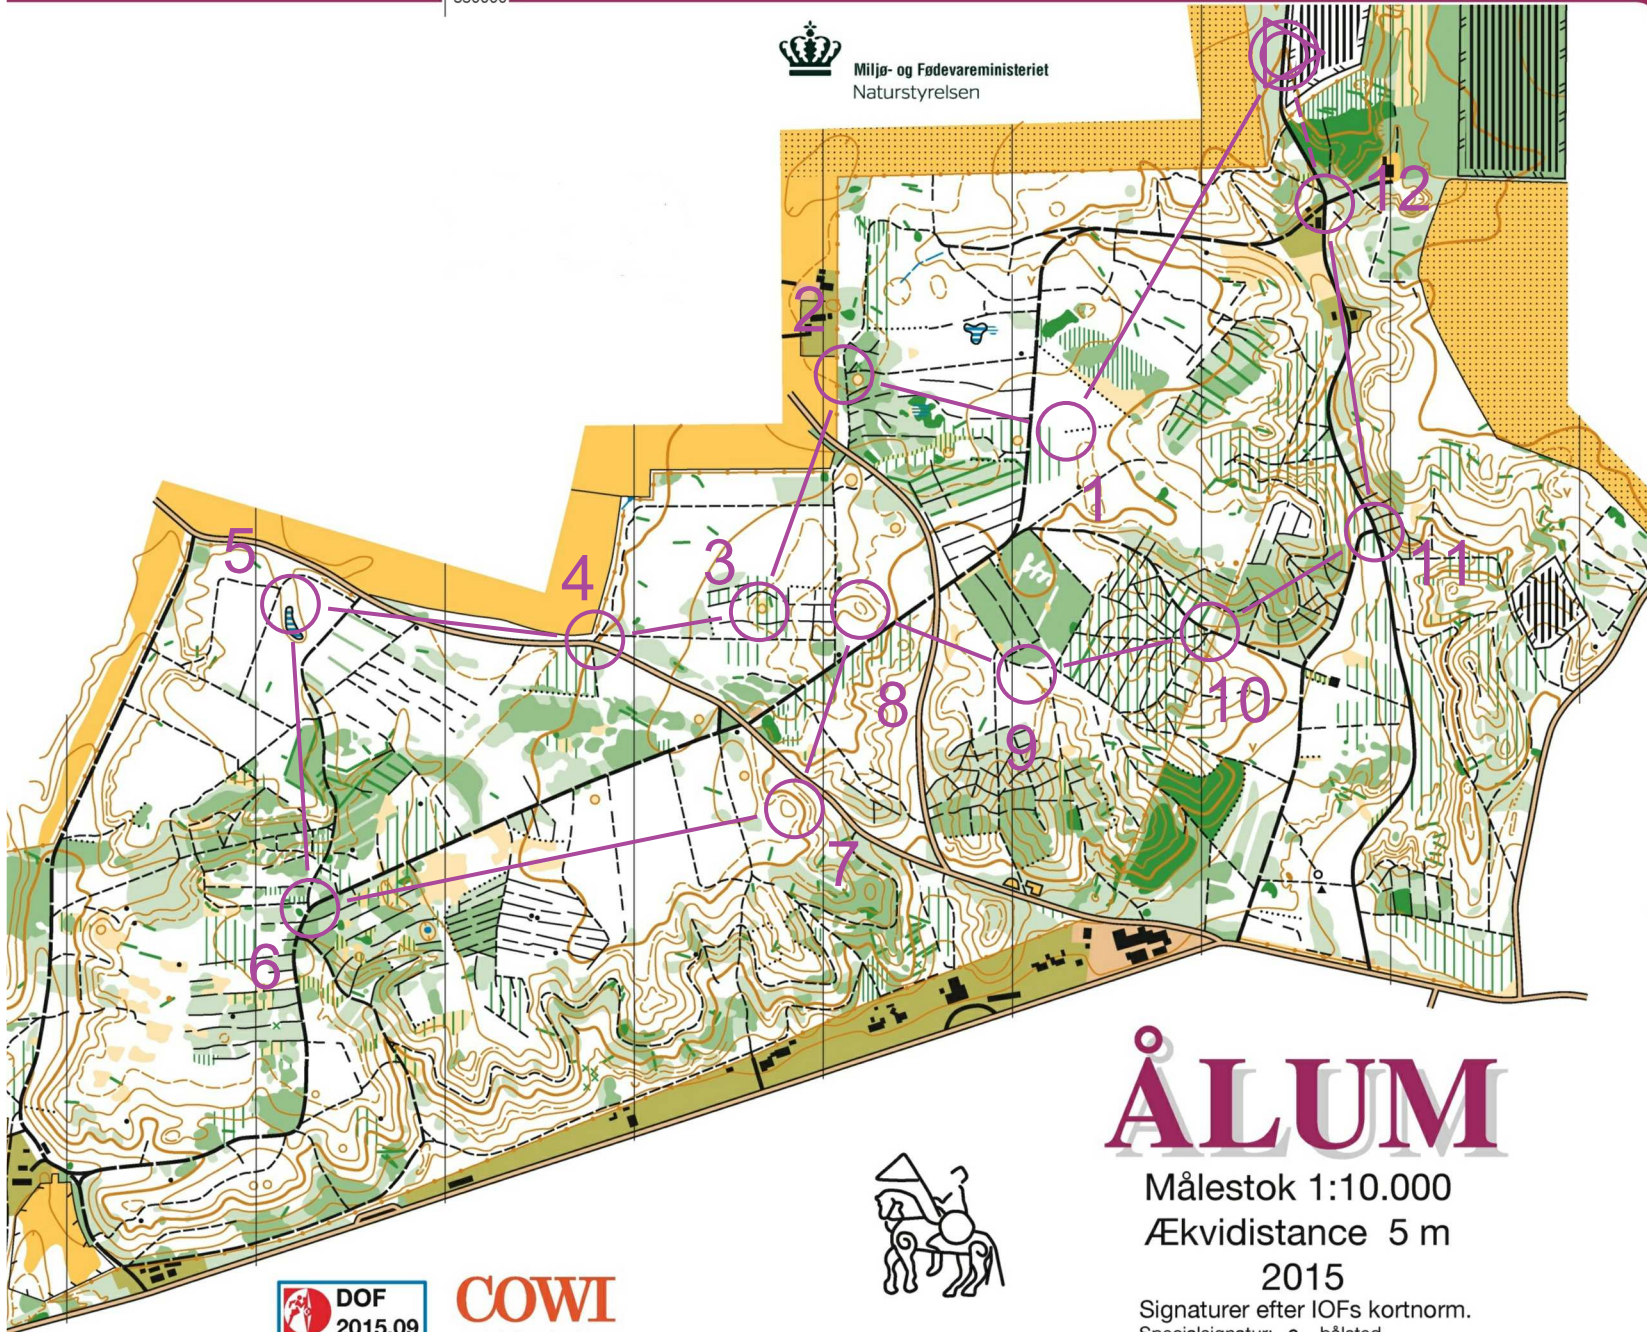 Miljø- og Fødevareministeriet
Naturstyrelsen
12
2
1
5
4
3
11
8
10
9
7
6
ÅLUM
Målestok 1:10.000
Ækvidistance 5 m
2015
Signaturer efter IOFs kortnorm.
DOF
2015.09
COWI